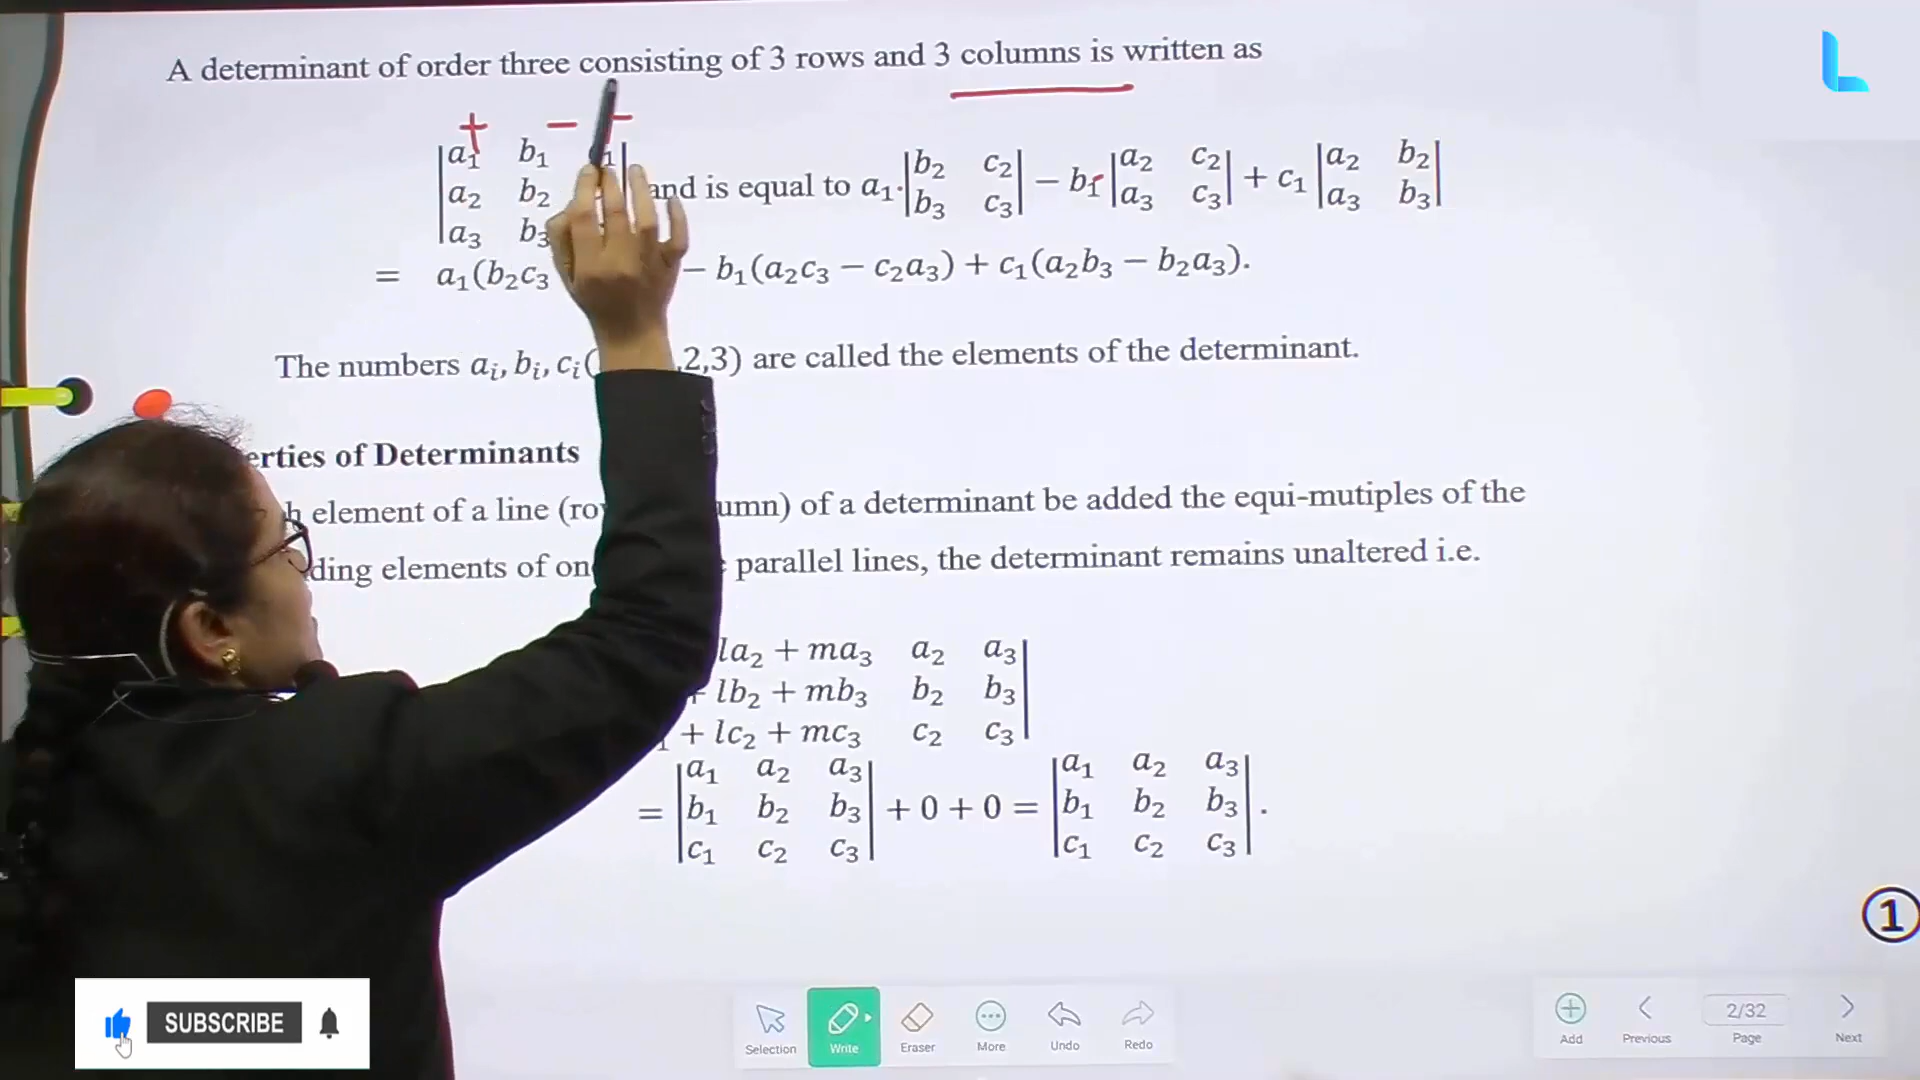 A determinant of order three consisting of 3 rows and 3 columns is written as
+ − +
|a₁ b₁ ₁|
|a₂ b₂ | and is equal to a₁·|b₂ c₂| − b₁|a₂ c₂| + c₁|a₂ b₂|
|a₃ b₃ |b₃ c₃| |a₃ c₃| |a₃ b₃|
= a₁(b₂c₃ − b₁(a₂c₃ − c₂a₃) + c₁(a₂b₃ − b₂a₃).
The numbers aᵢ, bᵢ, cᵢ( ,2,3) are called the elements of the determinant.
erties of Determinants
h element of a line (ro umn) of a determinant be added the equi-mutiples of the
ding elements of on parallel lines, the determinant remains unaltered i.e.
la₂ + ma₃ a₂ a₃|
+ lb₂ + mb₃ b₂ b₃|
₁ + lc₂ + mc₃ c₂ c₃|
|a₁ a₂ a₃| |a₁ a₂ a₃|
= |b₁ b₂ b₃| + 0 + 0 = |b₁ b₂ b₃| .
|c₁ c₂ c₃| |c₁ c₂ c₃|
1
SUBSCRIBE
Selection Write Eraser More Undo Redo
Add Previous 2/32 Page Next